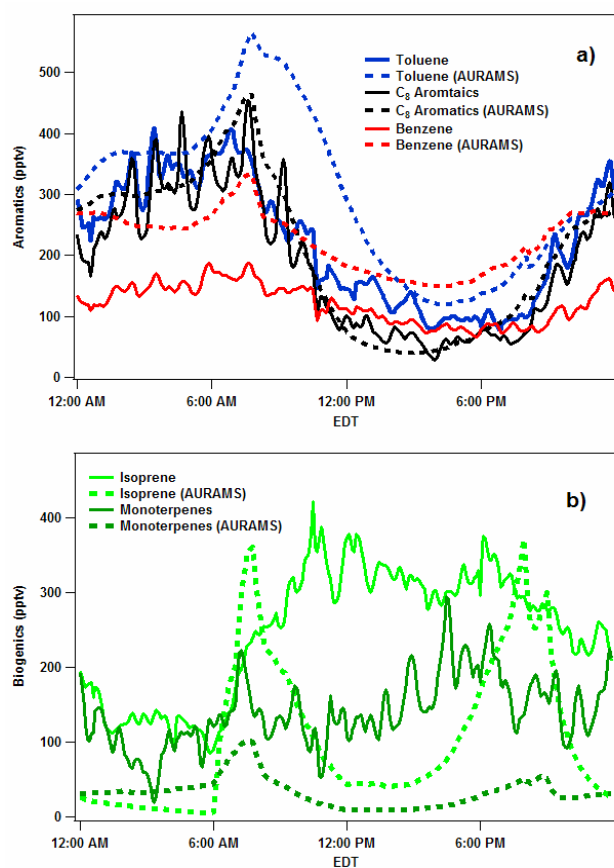 a)
Toluene
Toluene (AURAMS)
C8 Aromtaics
C8 Aromatics (AURAMS)
Benzene
Benzene (AURAMS)
Aromatics (pptv)
500
400
300
200
100
0
12:00 AM 6:00 AM 12:00 PM 6:00 PM
EDT
b)
Isoprene
Isoprene (AURAMS)
Monoterpenes
Monoterpenes (AURAMS)
Biogenics (pptv)
400
300
200
100
0
12:00 AM 6:00 AM 12:00 PM 6:00 PM
EDT